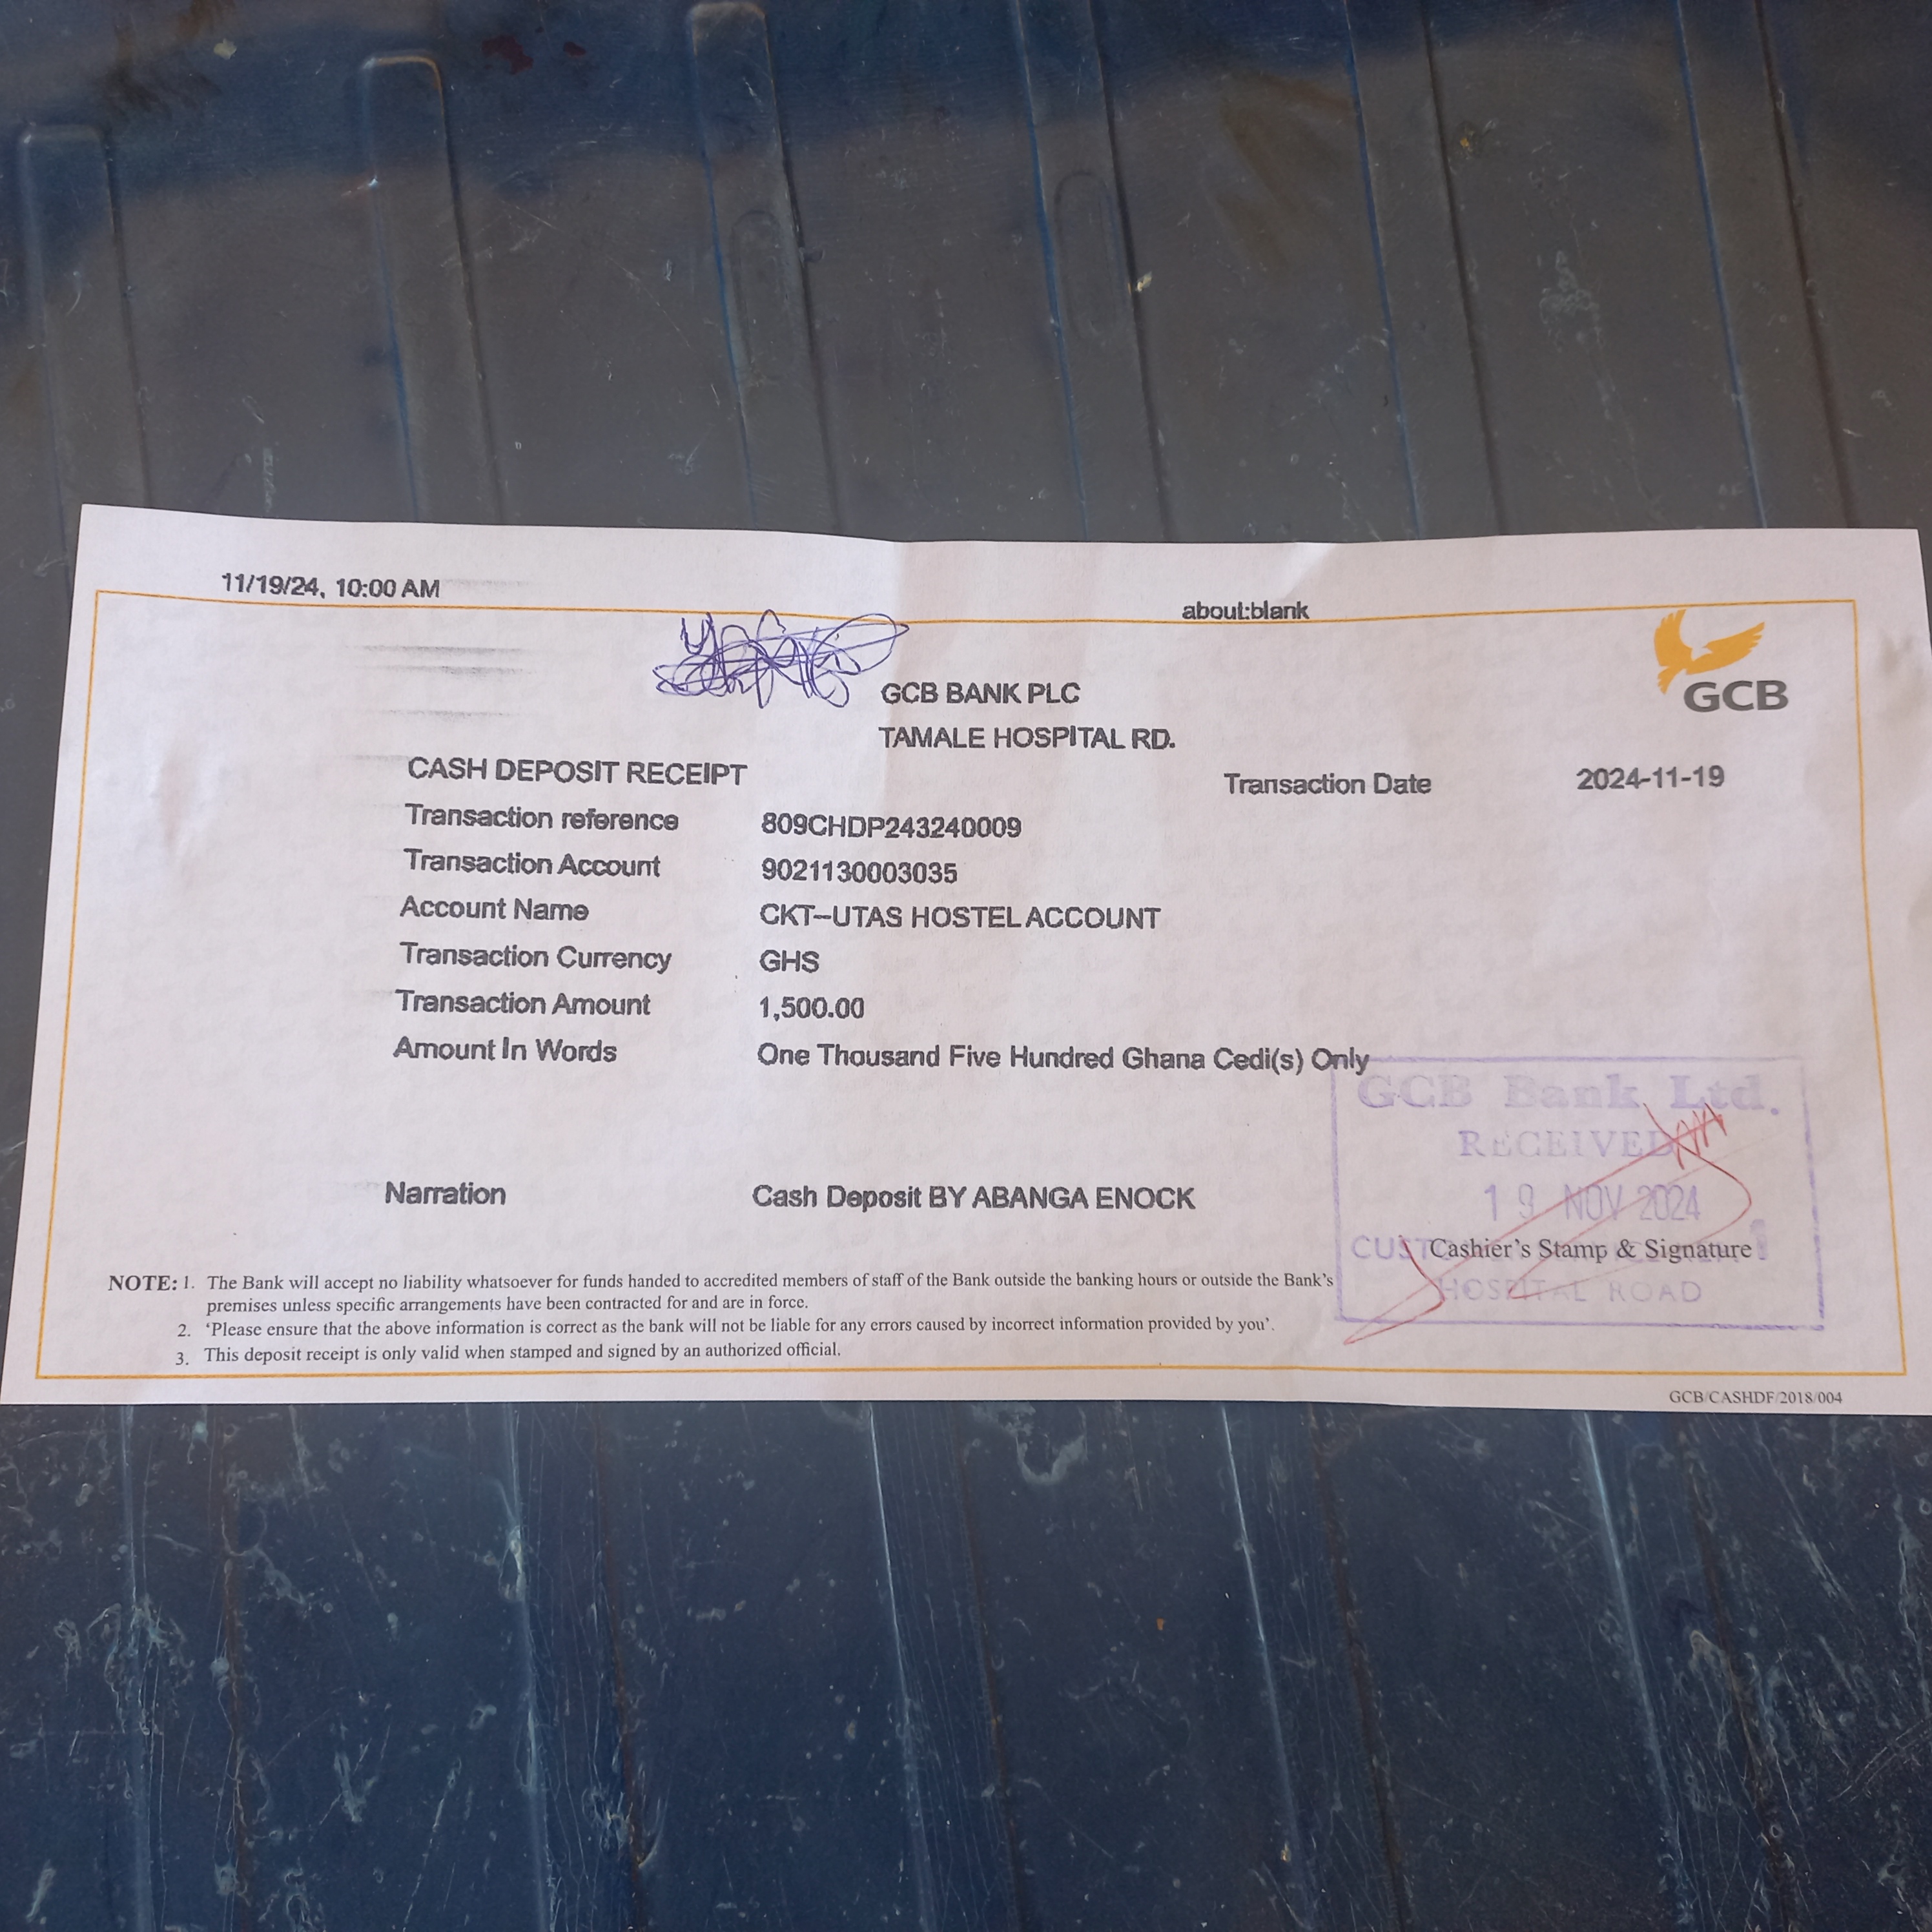 11/19/24, 10:00 AM
about:blank
GCB
GCB BANK PLC
TAMALE HOSPITAL RD.
CASH DEPOSIT RECEIPT
Transaction Date 2024-11-19
Transaction reference 809CHDP243240009
Transaction Account 9021130003035
Account Name CKT-UTAS HOSTEL ACCOUNT
Transaction Currency GHS
Transaction Amount 1,500.00
Amount In Words One Thousand Five Hundred Ghana Cedi(s) Only
GCB Bank Ltd.
RECEIVED
19 NOV 2024
Narration Cash Deposit BY ABANGA ENOCK
Cashier's Stamp & Signature
HOSPITAL ROAD
NOTE: 1. The Bank will accept no liability whatsoever for funds handed to accredited members of staff of the Bank outside the banking hours or outside the Bank's
premises unless specific arrangements have been contracted for and are in force.
2. 'Please ensure that the above information is correct as the bank will not be liable for any errors caused by incorrect information provided by you'.
3. This deposit receipt is only valid when stamped and signed by an authorized official.
GCB/CASHDF/2018/004